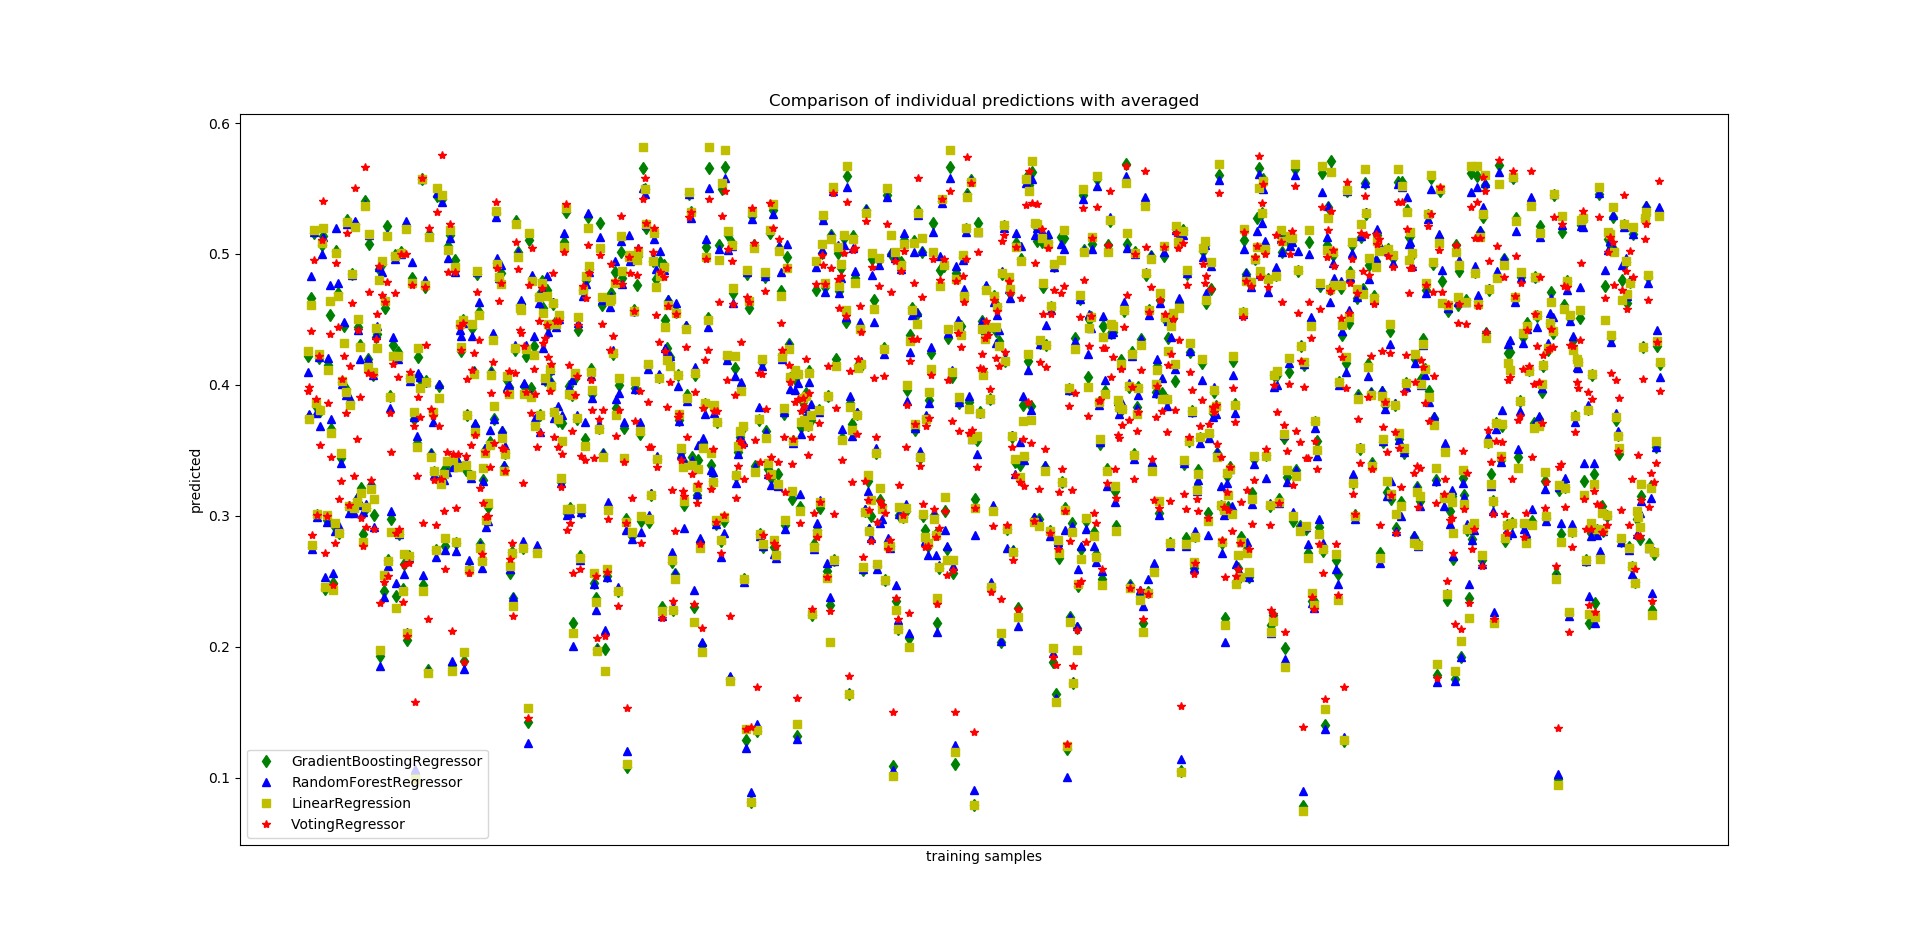 Comparison of individual predictions with averaged
0.6
0.5
0.4
0.3
0.2
0.1
predicted
GradientBoostingRegressor
RandomForestRegressor
LinearRegression
VotingRegressor
training samples